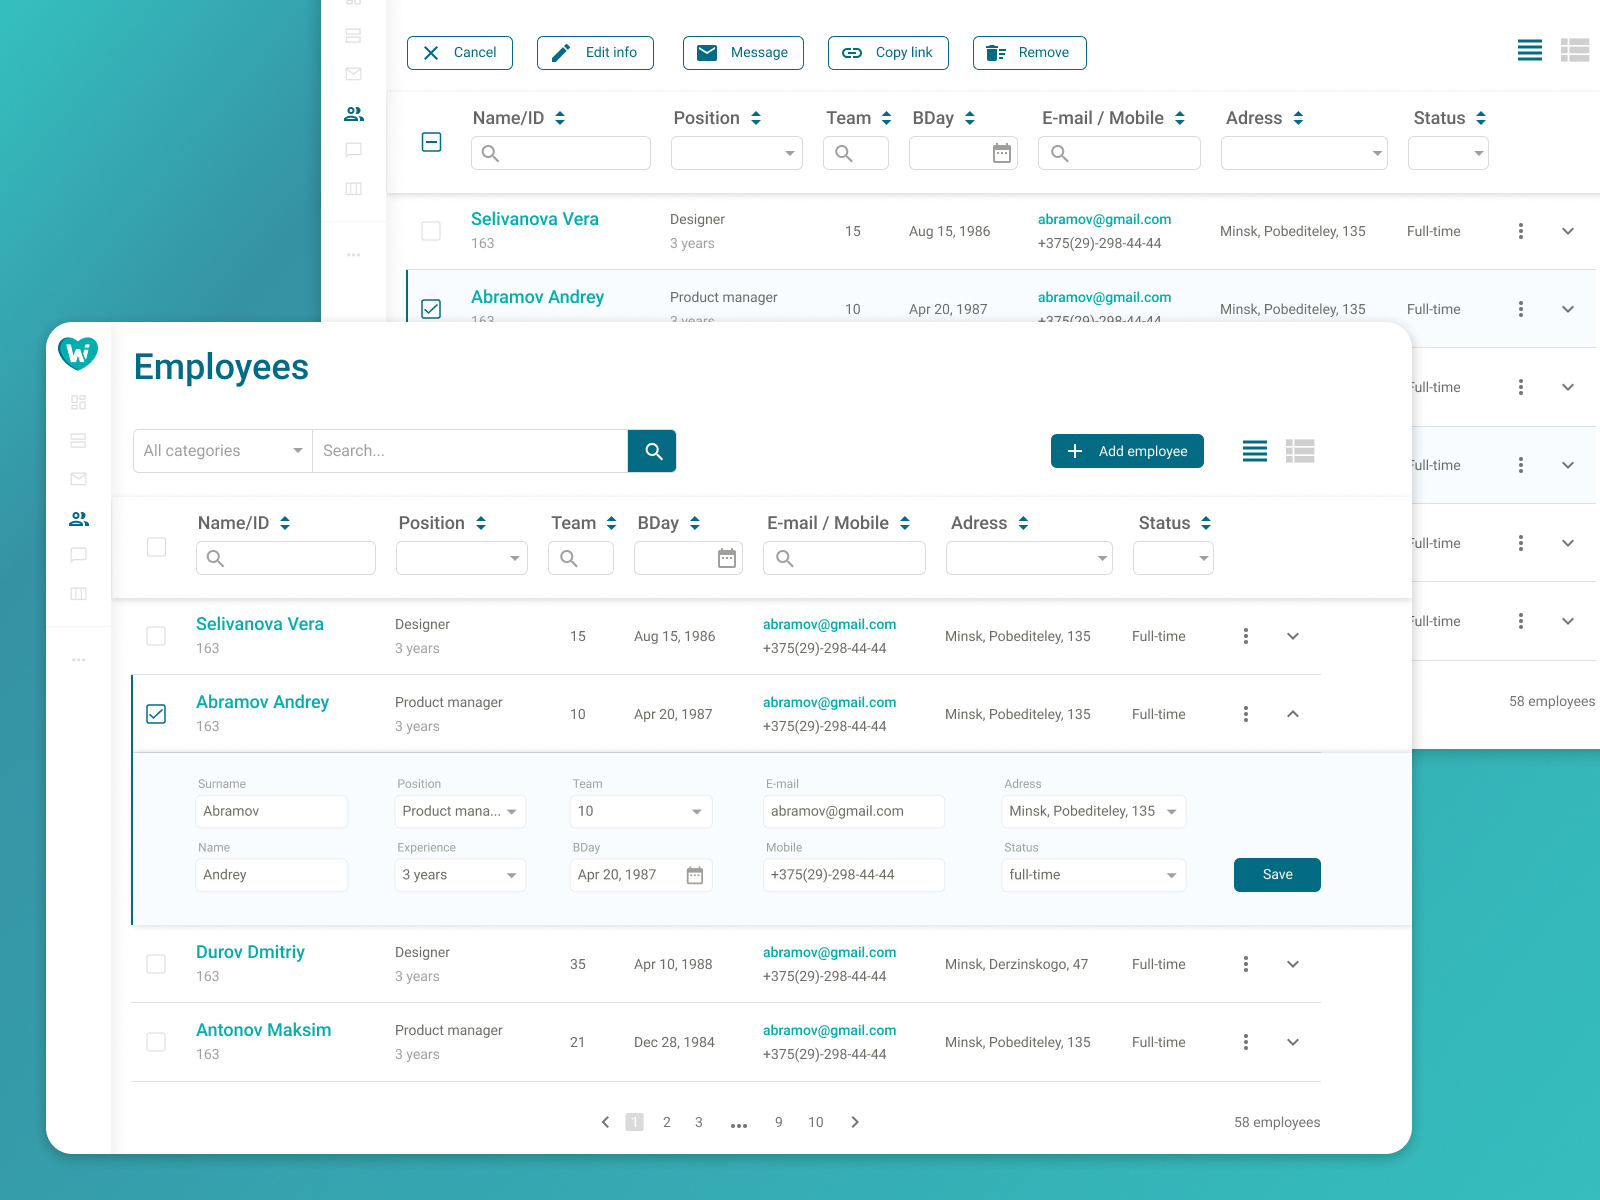 Cancel Edit info Message Copy link Remove
Name/ID Position Team BDay E-mail / Mobile Adress Status
Selivanova Vera Designer abramov@gmail.com
163 3 years 15 Aug 15, 1986 +375(29)-298-44-44 Minsk, Pobediteley, 135 Full-time
Abramov Andrey Product manager abramov@gmail.com
163 3 years 10 Apr 20, 1987 +375(29)-298-44-44 Minsk, Pobediteley, 135 Full-time
Full-time
Full-time
Full-time
Full-time
58 employees
Wi
Employees
All categories Search... Add employee
Name/ID Position Team BDay E-mail / Mobile Adress Status
Selivanova Vera Designer abramov@gmail.com
163 3 years 15 Aug 15, 1986 +375(29)-298-44-44 Minsk, Pobediteley, 135 Full-time
Abramov Andrey Product manager abramov@gmail.com
163 3 years 10 Apr 20, 1987 +375(29)-298-44-44 Minsk, Pobediteley, 135 Full-time
Surname Position Team E-mail Adress
Abramov Product mana... 10 abramov@gmail.com Minsk, Pobediteley, 135
Name Experience BDay Mobile Status
Andrey 3 years Apr 20, 1987 +375(29)-298-44-44 full-time Save
Durov Dmitriy Designer abramov@gmail.com
163 3 years 35 Apr 10, 1988 +375(29)-298-44-44 Minsk, Derzinskogo, 47 Full-time
Antonov Maksim Product manager abramov@gmail.com
163 3 years 21 Dec 28, 1984 +375(29)-298-44-44 Minsk, Pobediteley, 135 Full-time
1 2 3 ... 9 10 58 employees